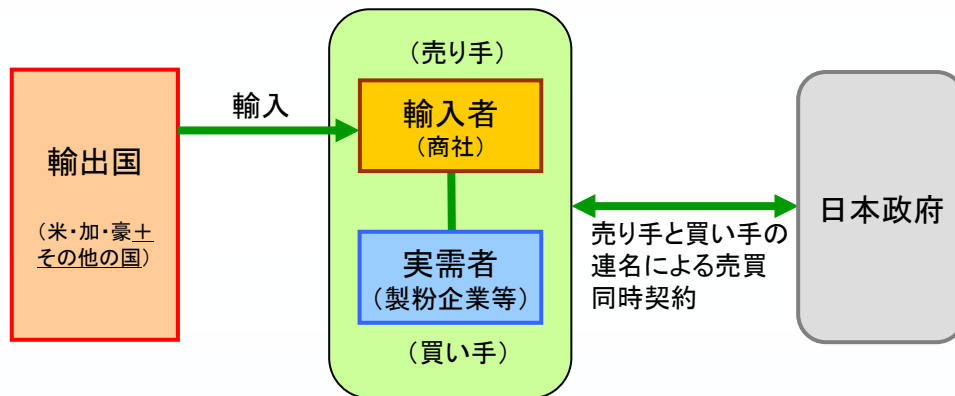 輸出国
(米・加・豪＋
その他の国)
輸入
(売り手)
輸入者
(商社)
実需者
(製粉企業等)
(買い手)
売り手と買い手の
連名による売買
同時契約
日本政府